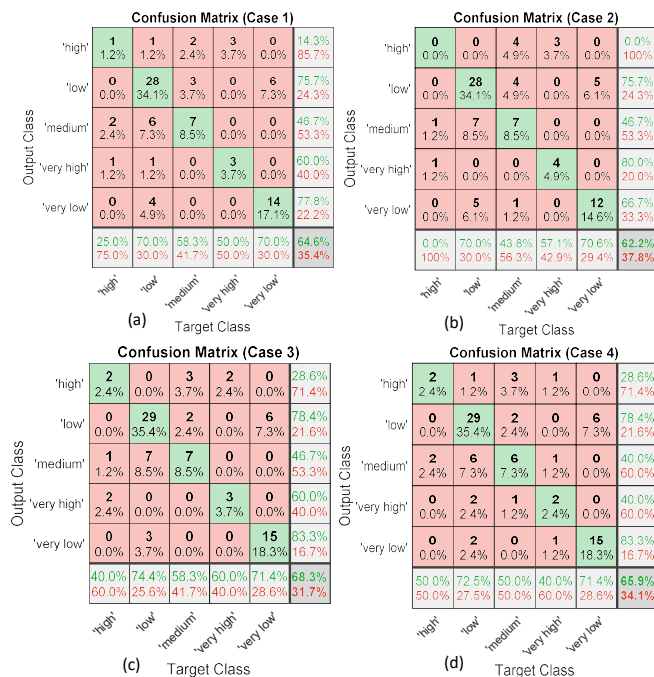 Confusion Matrix (Case 1)
'high' 1 1 2 3 0 14.3%
1.2% 1.2% 2.4% 3.7% 0.0% 85.7%
'low' 0 28 3 0 6 75.7%
0.0% 34.1% 3.7% 0.0% 7.3% 24.3%
'medium' 2 6 7 0 0 46.7%
2.4% 7.3% 8.5% 0.0% 0.0% 53.3%
'very high' 1 1 0 3 0 60.0%
1.2% 1.2% 0.0% 3.7% 0.0% 40.0%
'very low' 0 4 0 0 14 77.8%
0.0% 4.9% 0.0% 0.0% 17.1% 22.2%
25.0% 70.0% 58.3% 50.0% 70.0% 64.6%
75.0% 30.0% 41.7% 50.0% 30.0% 35.4%
'high' 'low' 'medium' 'very high' 'very low'
Output Class
Target Class
(a)
Confusion Matrix (Case 2)
'high' 0 0 4 3 0 0.0%
0.0% 0.0% 4.9% 3.7% 0.0% 100%
'low' 0 28 4 0 5 75.7%
0.0% 34.1% 4.9% 0.0% 6.1% 24.3%
'medium' 1 7 7 0 0 46.7%
1.2% 8.5% 8.5% 0.0% 0.0% 53.3%
'very high' 1 0 0 4 0 80.0%
1.2% 0.0% 0.0% 4.9% 0.0% 20.0%
'very low' 0 5 1 0 12 66.7%
0.0% 6.1% 1.2% 0.0% 14.6% 33.3%
0.0% 70.0% 43.8% 57.1% 70.6% 62.2%
100% 30.0% 56.3% 42.9% 29.4% 37.8%
'high' 'low' 'medium' 'very high' 'very low'
Output Class
Target Class
(b)
Confusion Matrix (Case 3)
'high' 2 0 3 2 0 28.6%
2.4% 0.0% 3.7% 2.4% 0.0% 71.4%
'low' 0 29 2 0 6 78.4%
0.0% 35.4% 2.4% 0.0% 7.3% 21.6%
'medium' 1 7 7 0 0 46.7%
1.2% 8.5% 8.5% 0.0% 0.0% 53.3%
'very high' 2 0 0 3 0 60.0%
2.4% 0.0% 0.0% 3.7% 0.0% 40.0%
'very low' 0 3 0 0 15 83.3%
0.0% 3.7% 0.0% 0.0% 18.3% 16.7%
40.0% 74.4% 58.3% 60.0% 71.4% 68.3%
60.0% 25.6% 41.7% 40.0% 28.6% 31.7%
'high' 'low' 'medium' 'very high' 'very low'
Output Class
Target Class
(c)
Confusion Matrix (Case 4)
'high' 2 1 3 1 0 28.6%
2.4% 1.2% 3.7% 1.2% 0.0% 71.4%
'low' 0 29 2 0 6 78.4%
0.0% 35.4% 2.4% 0.0% 7.3% 21.6%
'medium' 2 6 6 1 0 40.0%
2.4% 7.3% 7.3% 1.2% 0.0% 60.0%
'very high' 0 2 1 2 0 40.0%
0.0% 2.4% 1.2% 2.4% 0.0% 60.0%
'very low' 0 2 0 1 15 83.3%
0.0% 2.4% 0.0% 1.2% 18.3% 16.7%
50.0% 72.5% 50.0% 40.0% 71.4% 65.9%
50.0% 27.5% 50.0% 60.0% 28.6% 34.1%
'high' 'low' 'medium' 'very high' 'very low'
Output Class
Target Class
(d)